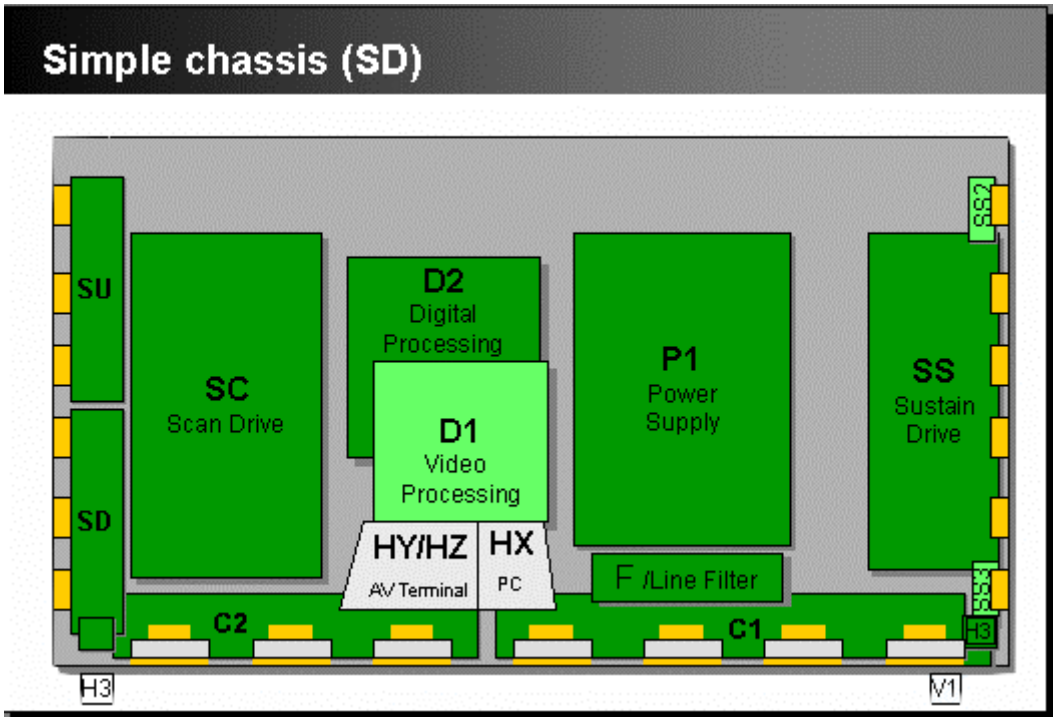 Simple chassis (SD)
SS2
SU
D2
Digital
Processing
SC
Scan Drive
P1
Power
Supply
SS
Sustain
Drive
D1
Video
Processing
SD
HY/HZ
AV Terminal
HX
PC
F /Line Filter
SS3
C2
C1
H3
H3
V1